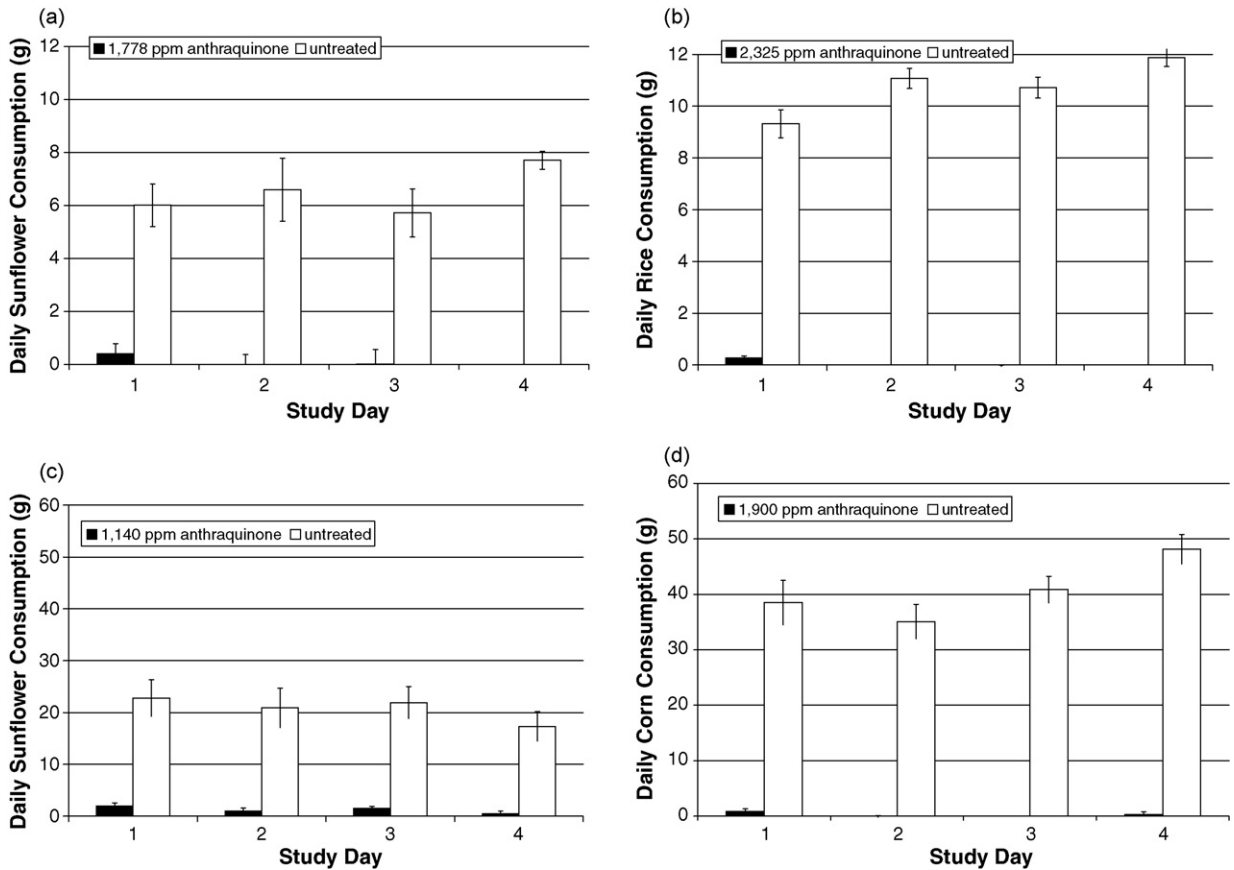 (a)
■ 1,778 ppm anthraquinone □ untreated
Daily Sunflower Consumption (g)
12
10
8
6
4
2
0
1 2 3 4
Study Day
(b)
■ 2,325 ppm anthraquinone □ untreated
Daily Rice Consumption (g)
12
10
8
6
4
2
0
1 2 3 4
Study Day
(c)
■ 1,140 ppm anthraquinone □ untreated
Daily Sunflower Consumption (g)
60
50
40
30
20
10
0
1 2 3 4
Study Day
(d)
■ 1,900 ppm anthraquinone □ untreated
Daily Corn Consumption (g)
60
50
40
30
20
10
0
1 2 3 4
Study Day